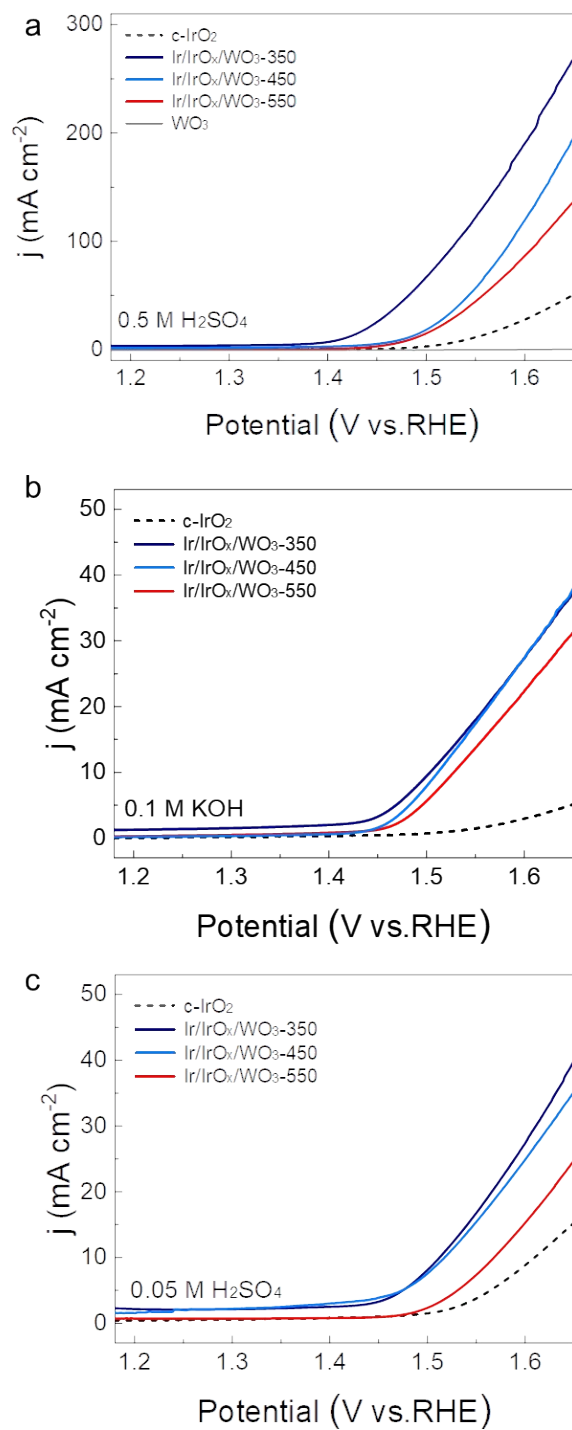 a
300
c-IrO₂
Ir/IrOₓ/WO₃-350
Ir/IrOₓ/WO₃-450
Ir/IrOₓ/WO₃-550
WO₃
200
100
0
j (mA cm⁻²)
0.5 M H₂SO₄
1.2 1.3 1.4 1.5 1.6
Potential (V vs.RHE)
b
50
c-IrO₂
Ir/IrOₓ/WO₃-350
Ir/IrOₓ/WO₃-450
Ir/IrOₓ/WO₃-550
40
30
20
10
0
j (mA cm⁻²)
0.1 M KOH
1.2 1.3 1.4 1.5 1.6
Potential (V vs.RHE)
c
50
c-IrO₂
Ir/IrOₓ/WO₃-350
Ir/IrOₓ/WO₃-450
Ir/IrOₓ/WO₃-550
40
30
20
10
0
j (mA cm⁻²)
0.05 M H₂SO₄
1.2 1.3 1.4 1.5 1.6
Potential (V vs.RHE)